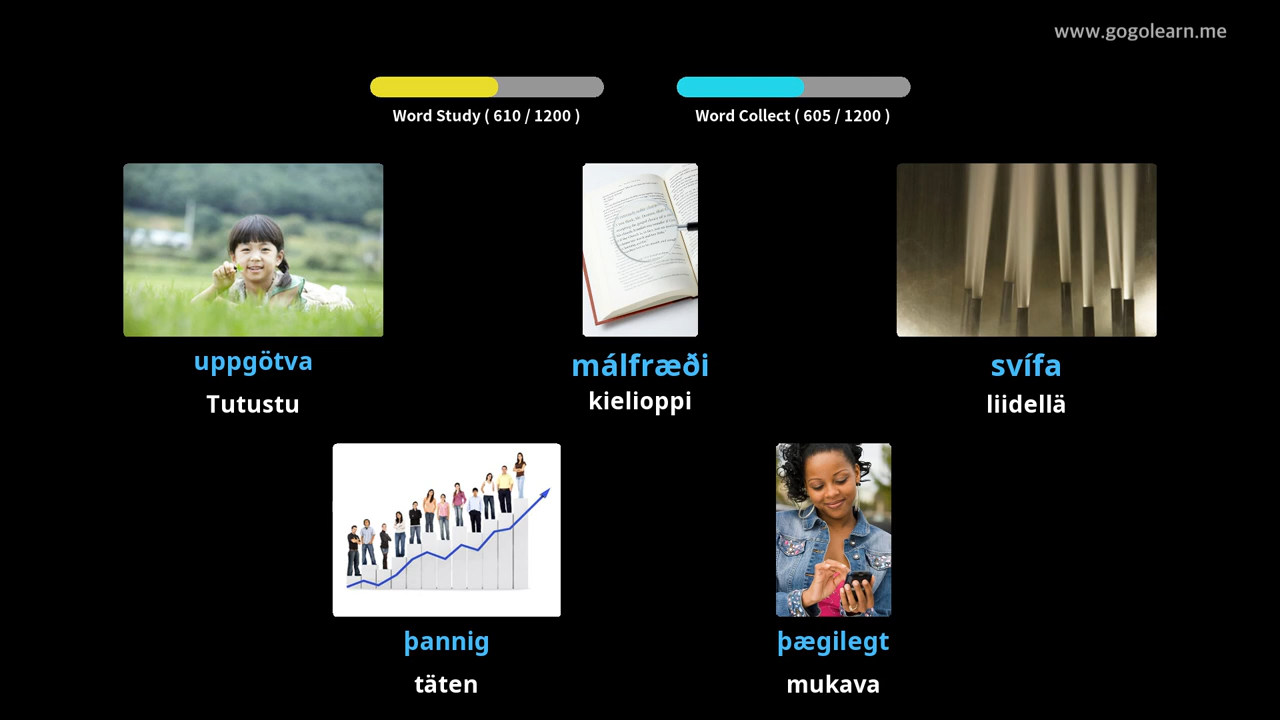 www.gogolearn.me
Word Study ( 610 / 1200 )
Word Collect ( 605 / 1200 )
uppgötva
Tutustu
málfræði
kielioppi
svífa
liidellä
þannig
täten
þægilegt
mukava